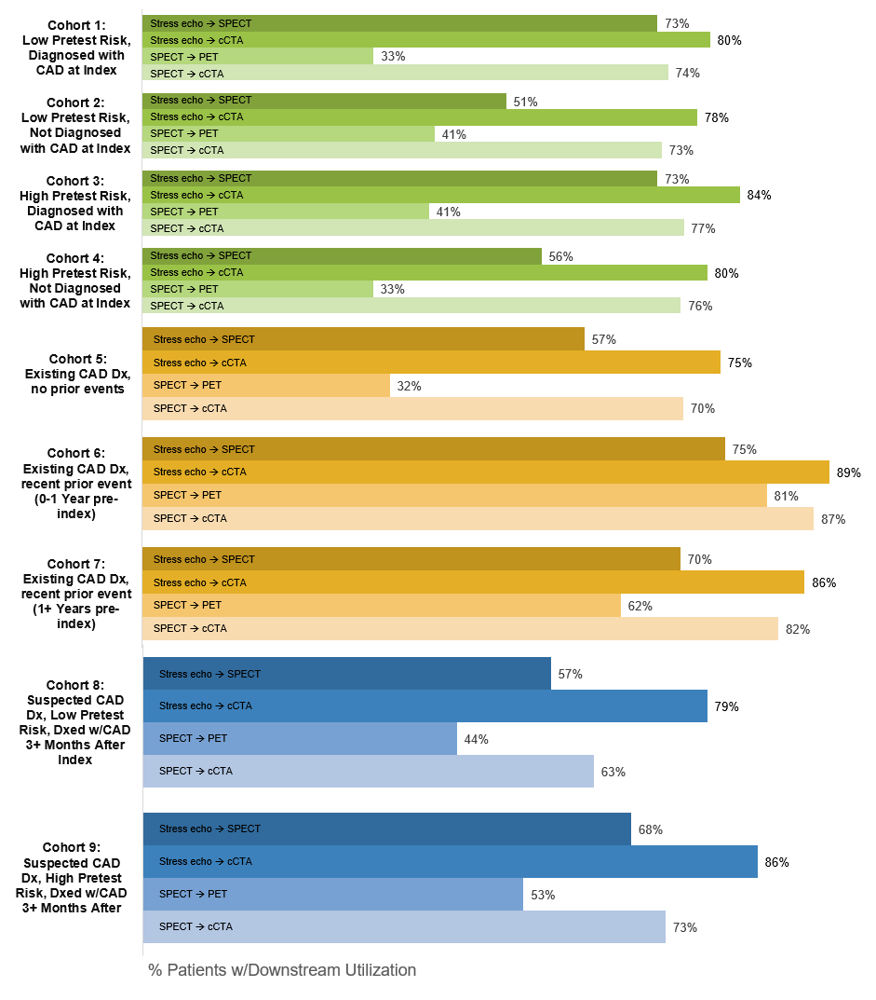 Cohort 1:
Low Pretest Risk,
Diagnosed with
CAD at Index
Stress echo → SPECT
73%
Stress echo → cCTA
80%
SPECT → PET
33%
SPECT → cCTA
74%
Cohort 2:
Low Pretest Risk,
Not Diagnosed
with CAD at Index
Stress echo → SPECT
51%
Stress echo → cCTA
78%
SPECT → PET
41%
SPECT → cCTA
73%
Cohort 3:
High Pretest Risk,
Diagnosed with
CAD at Index
Stress echo → SPECT
73%
Stress echo → cCTA
84%
SPECT → PET
41%
SPECT → cCTA
77%
Cohort 4:
High Pretest Risk,
Not Diagnosed
with CAD at Index
Stress echo → SPECT
56%
Stress echo → cCTA
80%
SPECT → PET
33%
SPECT → cCTA
76%
Cohort 5:
Existing CAD Dx,
no prior events
Stress echo → SPECT
57%
Stress echo → cCTA
75%
SPECT → PET
32%
SPECT → cCTA
70%
Cohort 6:
Existing CAD Dx,
recent prior event
(0-1 Year pre-
index)
Stress echo → SPECT
75%
Stress echo → cCTA
89%
SPECT → PET
81%
SPECT → cCTA
87%
Cohort 7:
Existing CAD Dx,
recent prior event
(1+ Years pre-
index)
Stress echo → SPECT
70%
Stress echo → cCTA
86%
SPECT → PET
62%
SPECT → cCTA
82%
Cohort 8:
Suspected CAD
Dx, Low Pretest
Risk, Dxed w/CAD
3+ Months After
Index
Stress echo → SPECT
57%
Stress echo → cCTA
79%
SPECT → PET
44%
SPECT → cCTA
63%
Cohort 9:
Suspected CAD
Dx, High Pretest
Risk, Dxed w/CAD
3+ Months After
Stress echo → SPECT
68%
Stress echo → cCTA
86%
SPECT → PET
53%
SPECT → cCTA
73%
% Patients w/Downstream Utilization